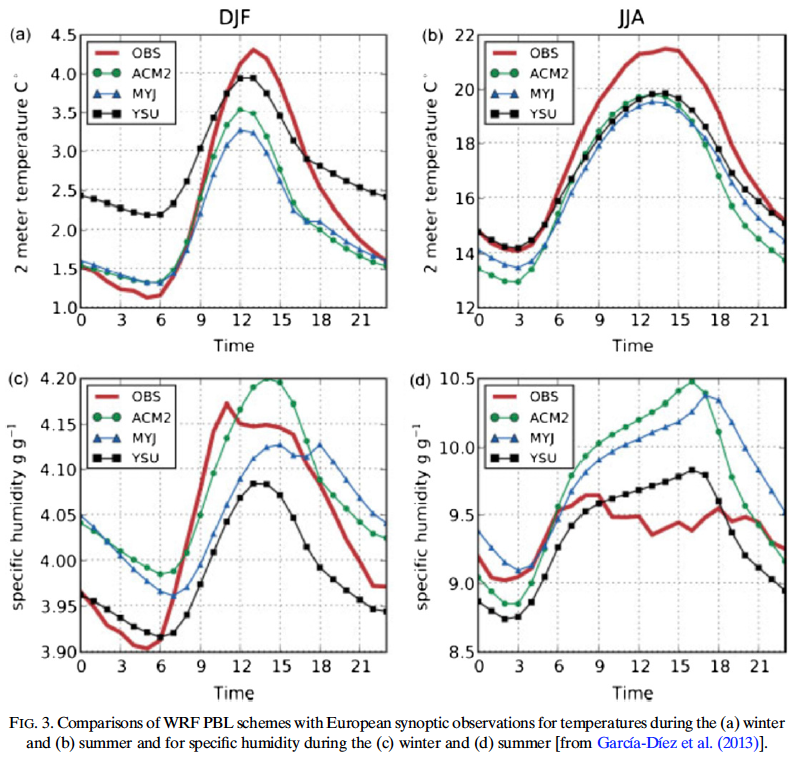 DJF
JJA
(a)
4.5
4.0
3.5
3.0
2.5
2.0
1.5
1.0
2 meter temperature C°
OBS
ACM2
MYJ
YSU
0 3 6 9 12 15 18 21
Time
(b)
22
20
18
16
14
12
2 meter temperature C°
OBS
ACM2
MYJ
YSU
0 3 6 9 12 15 18 21
Time
(c)
4.20
4.15
4.10
4.05
4.00
3.95
3.90
specific humidity g g⁻¹
OBS
ACM2
MYJ
YSU
0 3 6 9 12 15 18 21
Time
(d)
10.5
10.0
9.5
9.0
8.5
specific humidity g g⁻¹
OBS
ACM2
MYJ
YSU
0 3 6 9 12 15 18 21
Time
FIG. 3. Comparisons of WRF PBL schemes with European synoptic observations for temperatures during the (a) winter
and (b) summer and for specific humidity during the (c) winter and (d) summer [from García-Díez et al. (2013)].